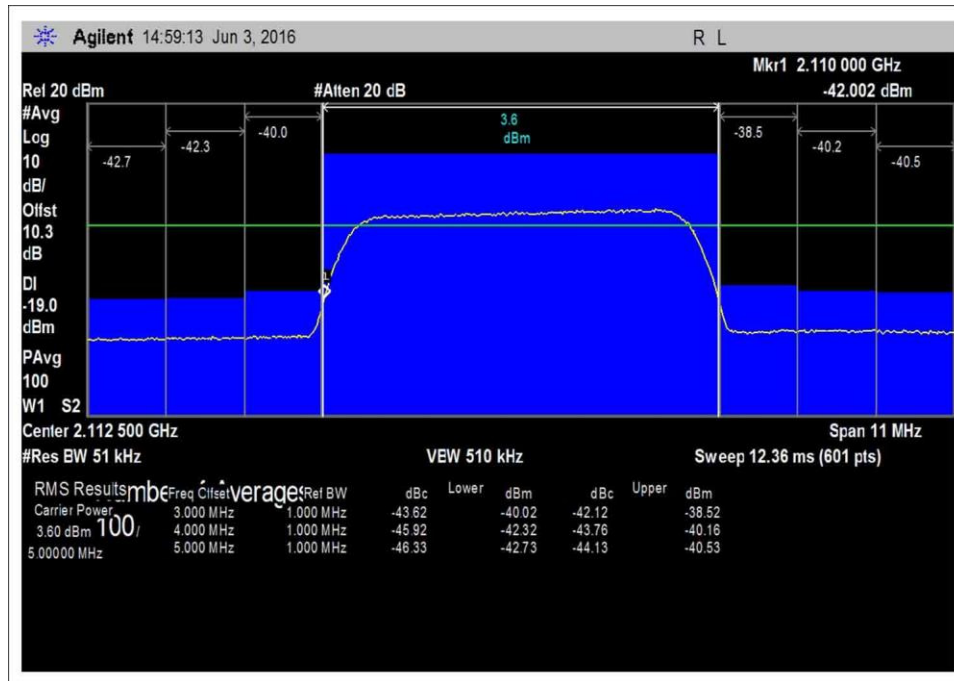 Agilent 14:59:13 Jun 3, 2016 R L
Mkr1 2.110 000 GHz
Ref 20 dBm #Atten 20 dB -42.002 dBm
#Avg
Log
10
dB/
Offst
10.3
dB
DI
-19.0
dBm
PAvg
100
W1 S2
-42.7 -42.3 -40.0 3.6 dBm -38.5 -40.2 -40.5
1
Center 2.112 500 GHz Span 11 MHz
#Res BW 51 kHz VBW 510 kHz Sweep 12.36 ms (601 pts)
RMS Results Freq Offset Ref BW dBc Lower dBm dBc Upper dBm
Carrier Power 3.000 MHz 1.000 MHz -43.62 -40.02 -42.12 -38.52
3.60 dBm / 4.000 MHz 1.000 MHz -45.92 -42.32 -43.76 -40.16
5.00000 MHz 5.000 MHz 1.000 MHz -46.33 -42.73 -44.13 -40.53
Averages
100